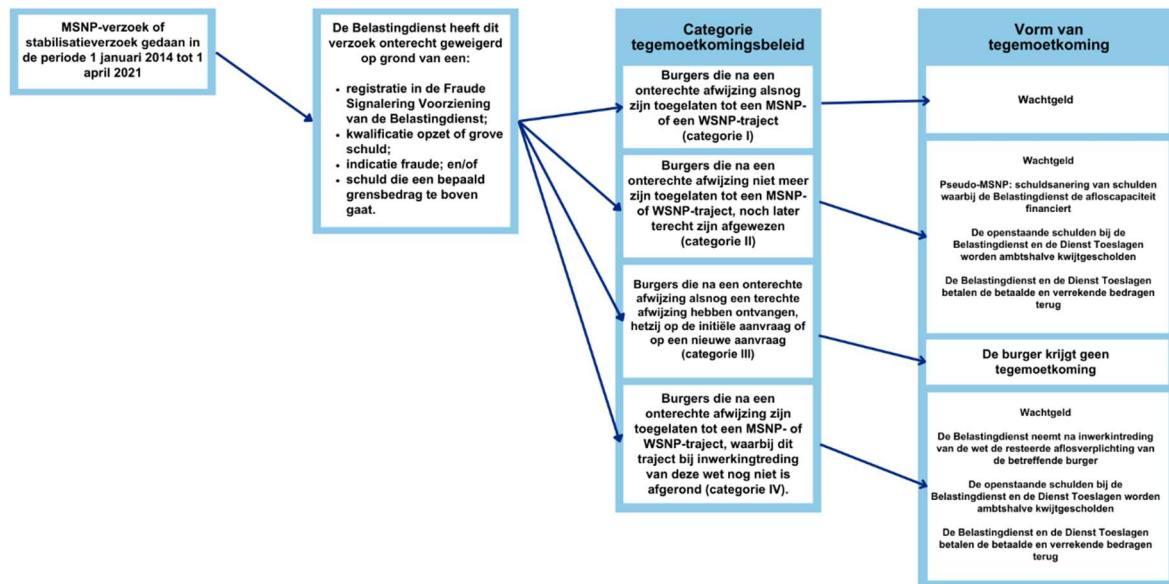 MSNP-verzoek of
stabilisatieverzoek gedaan in
de periode 1 januari 2014 tot 1
april 2021
De Belastingdienst heeft dit
verzoek onterecht geweigerd
op grond van een:
• registratie in de Fraude
Signalering Voorziening
van de Belastingdienst;
• kwalificatie opzet of grove
schuld;
• indicatie fraude; en/of
• schuld die een bepaald
grensbedrag te boven
gaat.
Categorie
tegemoetkomingsbeleid
Burgers die na een
onterechte afwijzing alsnog
zijn toegelaten tot een MSNP-
of een WSNP-traject
(categorie I)
Burgers die na een
onterechte afwijzing niet meer
zijn toegelaten tot een MSNP-
of WSNP-traject, noch later
terecht zijn afgewezen
(categorie II)
Burgers die na een onterechte
afwijzing alsnog een terechte
afwijzing hebben ontvangen,
hetzij op de initiële aanvraag of
op een nieuwe aanvraag
(categorie III)
Burgers die na een
onterechte afwijzing zijn
toegelaten tot een MSNP- of
WSNP-traject, waarbij dit
traject bij inwerkingtreding
van deze wet nog niet is
afgerond (categorie IV).
Vorm van
tegemoetkoming
Wachtgeld
Wachtgeld
Pseudo-MSNP: schuldsanering van schulden
waarbij de Belastingdienst de afloscapaciteit
financiert
De openstaande schulden bij de
Belastingdienst en de Dienst Toeslagen
worden ambtshalve kwijtgescholden
De Belastingdienst en de Dienst Toeslagen
betalen de betaalde en verrekende bedragen
terug
De burger krijgt geen
tegemoetkoming
Wachtgeld
De Belastingdienst neemt na inwerkintreding
van de wet de resteerde aflosverplichting van
de betreffende burger
De openstaande schulden bij de
Belastingdienst en de Dienst Toeslagen worden
ambtshalve kwijtgescholden
De Belastingdienst en de Dienst Toeslagen
betalen de betaalde en verrekende bedragen
terug